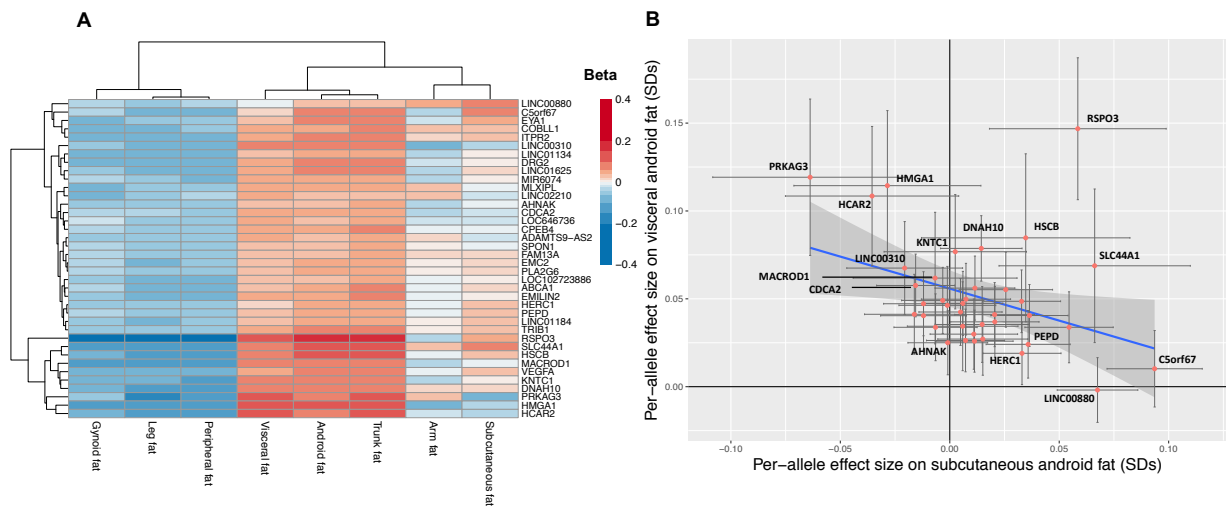 A
Beta
0.4
0.2
0
−0.2
−0.4
LINC00880
C5orf67
EYA1
COBLL1
ITPR2
LINC00310
LINC01134
DRG2
LINC01625
MIR6074
MLXIPL
LINC02210
AHNAK
CDCA2
LOC646736
CPEB4
ADAMTS9−AS2
SPON1
FAM13A
EMC2
PLA2G6
LOC102723886
ABCA1
EMILIN2
HERC1
PEPD
LINC01184
TRIB1
RSPO3
SLC44A1
HSCB
MACROD1
VEGFA
KNTC1
DNAH10
PRKAG3
HMGA1
HCAR2
Gynoid fat
Leg fat
Peripheral fat
Visceral fat
Android fat
Trunk fat
Arm fat
Subcutaneous fat
B
Per-allele effect size on visceral android fat (SDs)
0.15
0.10
0.05
0.00
RSPO3
PRKAG3
HMGA1
HCAR2
DNAH10
HSCB
KNTC1
SLC44A1
LINC00310
MACROD1
CDCA2
PEPD
AHNAK
HERC1
C5orf67
LINC00880
−0.10
−0.05
0.00
0.05
0.10
Per-allele effect size on subcutaneous android fat (SDs)